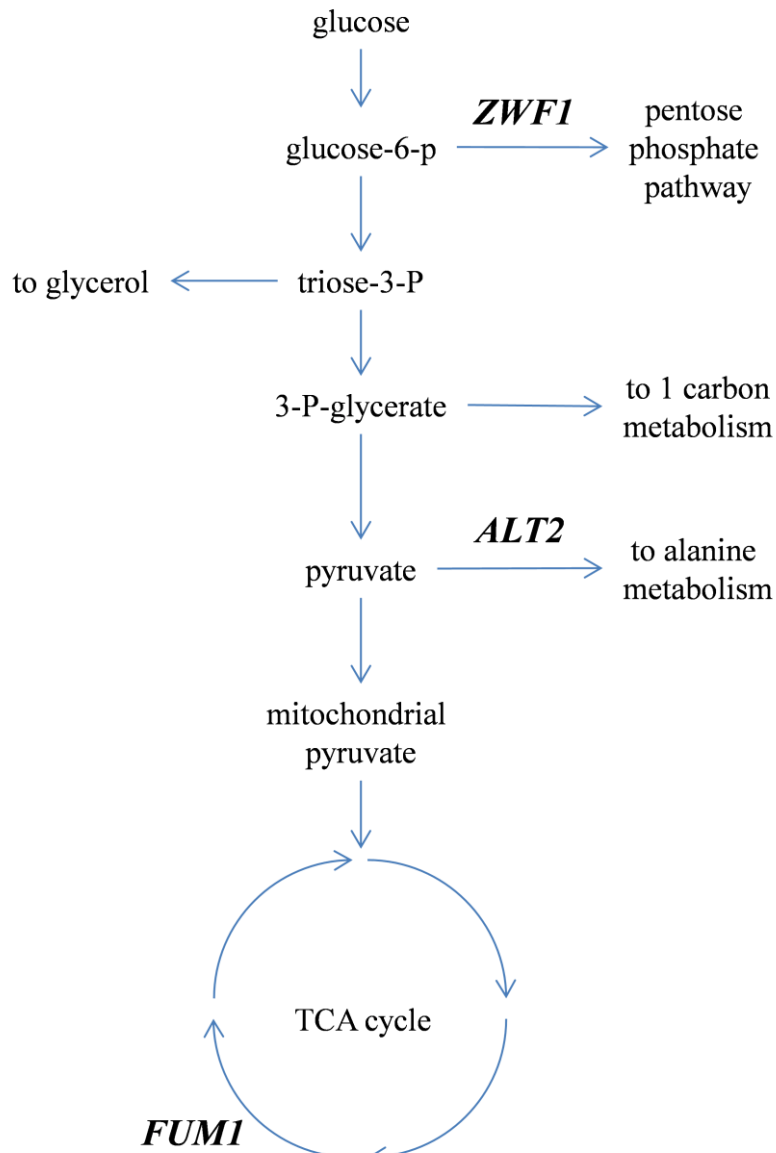 glucose
ZWF1
pentose
phosphate
pathway
glucose-6-p
to glycerol
triose-3-P
3-P-glycerate
to 1 carbon
metabolism
ALT2
pyruvate
to alanine
metabolism
mitochondrial
pyruvate
TCA cycle
FUM1